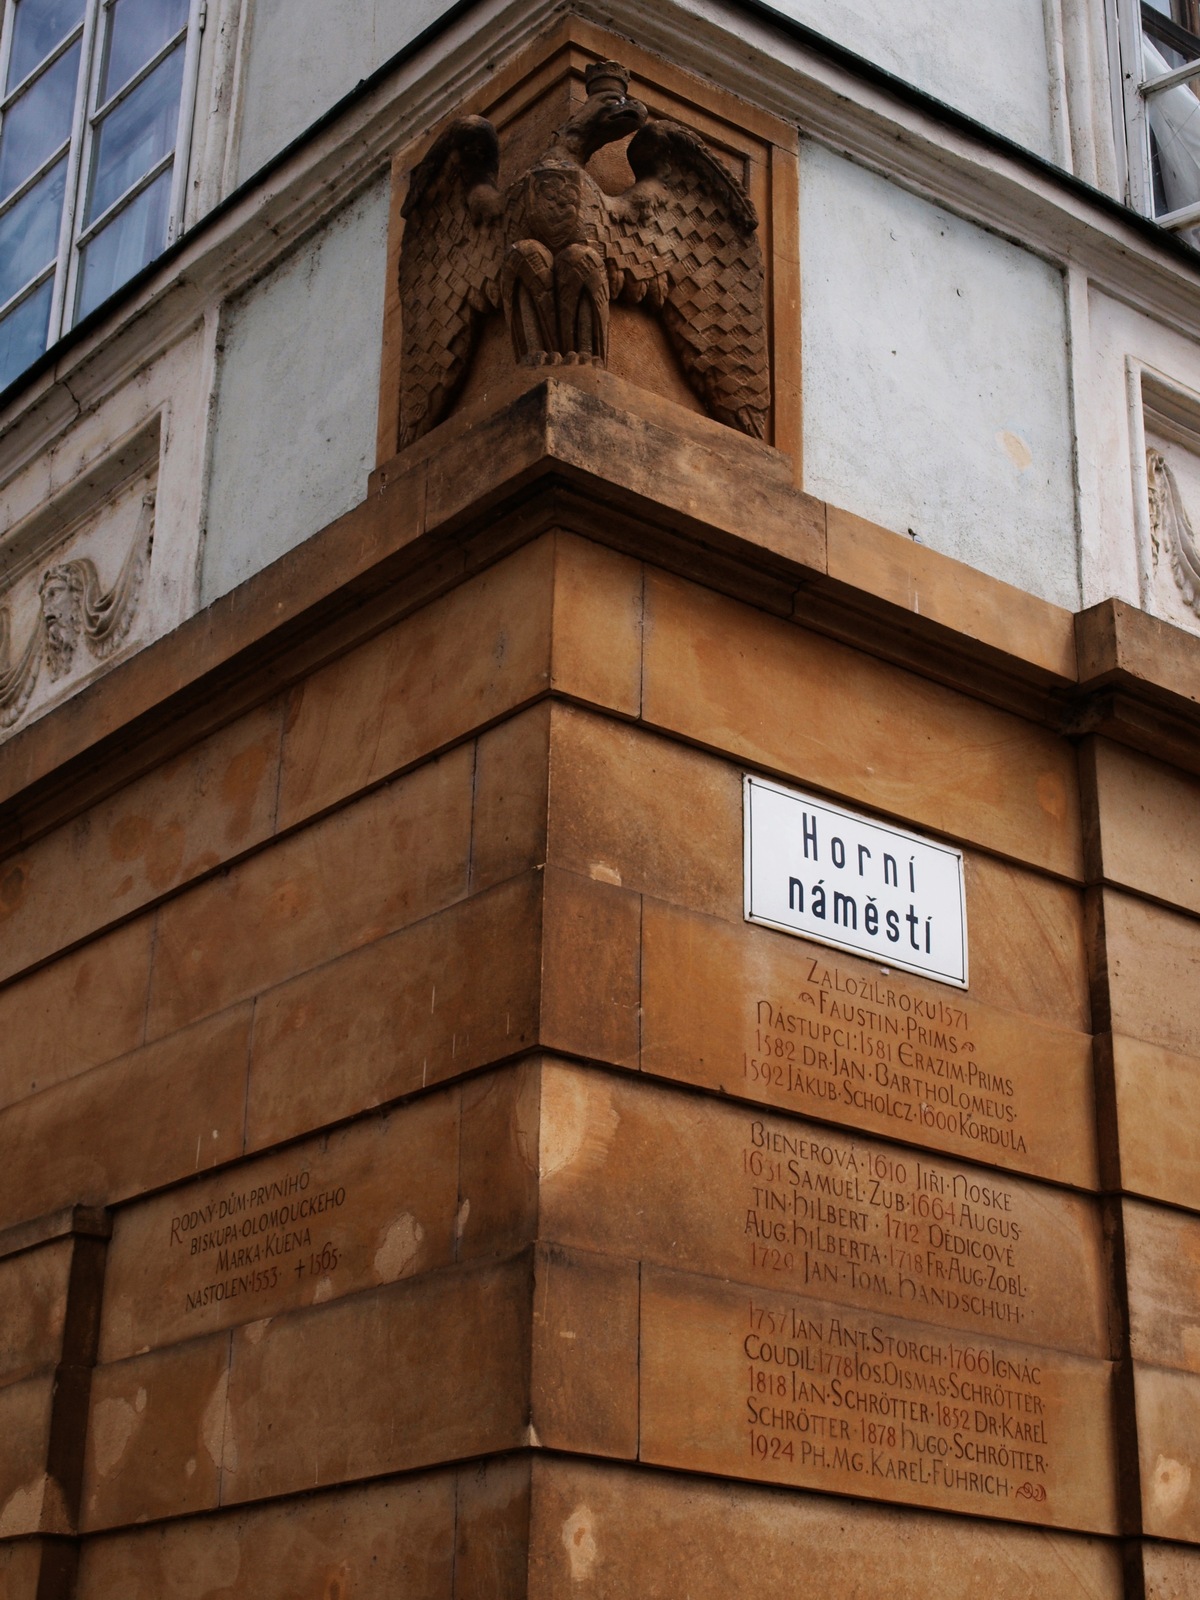 Horní
náměstí
ZALOŽIL·ROKU 1571
FAUSTIN·PRIMS
NÁSTUPCI:1581 ERAZIM·PRIMS
1582 DR·JAN·BARTHOLOMEUS·
1592 JAKUB·SCHOLCZ·1600 KORDULA
BIENEROVÁ·1610 JIŘI·NOSKE
1631 SAMUEL·ZUB·1664 AUGUS·
TIN·HILBERT·1712 DĚDICOVÉ
AUG.HILBERTA·1718 FR·AUG·ZOBL·
1720 JAN·TOM. HANDSCHUH·
1757 JAN ANT.STORCH·1766 IGNÁC
COUDIL·1778 JOS.DISMAS·SCHRÖTTER·
1818 JAN·SCHRÖTTER·1852 DR·KAREL
SCHRÖTTER·1878 HUGO·SCHRÖTTER·
1924 PH.MG.KAREL·FÜHRICH·
RODNÝ·DŮM·PRVNÍHO
BISKUPA·OLOMOUCKÉHO
MARKA·KUENA
NASTOLEN·1553· +1565·